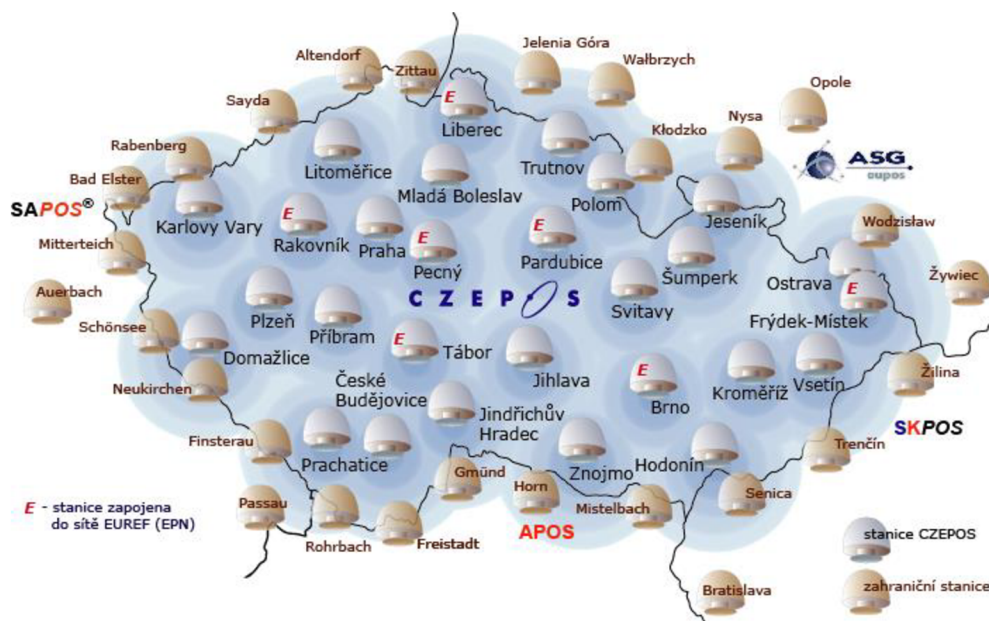 Jelenia Góra
Altendorf
Wałbrzych
Zittau
Opole
E
Liberec
Sayda
Nysa
Rabenberg
Kłodzko
ASG
eupos
Litoměřice
Trutnov
Mladá Boleslav
Bad Elster
Polom
SAPOS®
Karlovy Vary
Jeseník
Wodzisław
E
Rakovník
Praha
E
Pecný
E
Pardubice
Mitterteich
Šumperk
Ostrava
Żywiec
Auerbach
CZEPOS
E
Frýdek-Místek
Svitavy
Plzeň
Schönsee
Příbram
Domažlice
E
Tábor
Jihlava
Neukirchen
České
Budějovice
E
Brno
Kroměříž
Vsetín
Žilina
Jindřichův
Hradec
SKPOS
Finsterau
Prachatice
Znojmo
Hodonín
Trenčín
Gmünd
Horn
Senica
E - stanice zapojena
do sítě EUREF (EPN)
Passau
Mistelbach
APOS
Rohrbach
Freistadt
stanice CZEPOS
Bratislava
zahraniční stanice